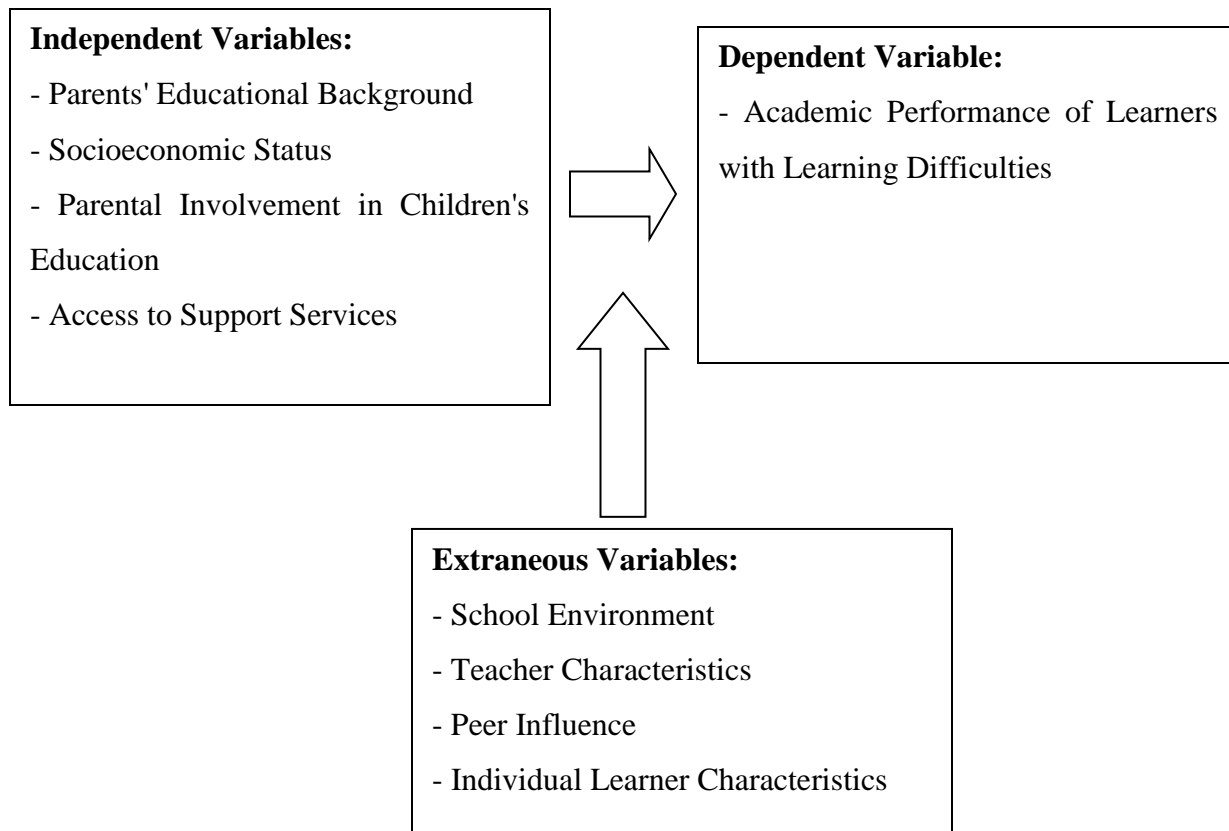 Independent Variables:
- Parents' Educational Background
- Socioeconomic Status
- Parental Involvement in Children's
Education
- Access to Support Services
Dependent Variable:
- Academic Performance of Learners
with Learning Difficulties
Extraneous Variables:
- School Environment
- Teacher Characteristics
- Peer Influence
- Individual Learner Characteristics